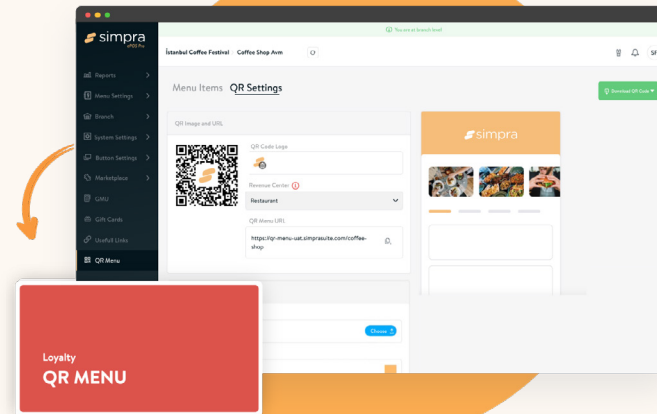 simpra
ePOS Pro
You are at branch level
İstanbul Coffee Festival
Coffee Shop Avm
SF
Reports
Menu Settings
Branch
System Settings
Button Settings
Marketplace
GMU
Gift Cards
Usefull Links
QR Menu
Menu Items QR Settings
Download QR Code
QR Image and URL
QR Code Logo
Revenue Center
Restaurant
QR Menu URL
https://qr-menu-uat.simprasuite.com/coffee-
shop
Choose
simpra
Loyalty
QR MENU